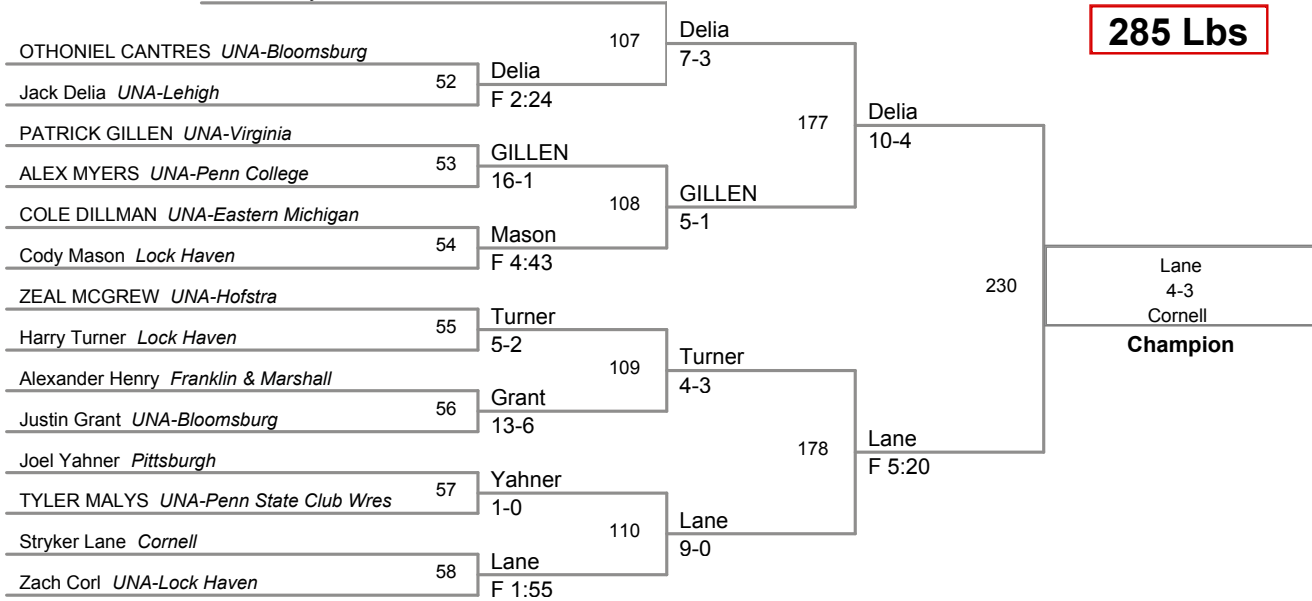 285 Lbs
OTHONIEL CANTRES UNA-Bloomsburg
Jack Delia UNA-Lehigh
PATRICK GILLEN UNA-Virginia
ALEX MYERS UNA-Penn College
COLE DILLMAN UNA-Eastern Michigan
Cody Mason Lock Haven
ZEAL MCGREW UNA-Hofstra
Harry Turner Lock Haven
Alexander Henry Franklin & Marshall
Justin Grant UNA-Bloomsburg
Joel Yahner Pittsburgh
TYLER MALYS UNA-Penn State Club Wres
Stryker Lane Cornell
Zach Corl UNA-Lock Haven
52
53
54
55
56
57
58
Delia
F 2:24
GILLEN
16-1
Mason
F 4:43
Turner
5-2
Grant
13-6
Yahner
1-0
Lane
F 1:55
107
108
109
110
Delia
7-3
GILLEN
5-1
Turner
4-3
Lane
9-0
177
178
Delia
10-4
Lane
F 5:20
230
Lane
4-3
Cornell
Champion